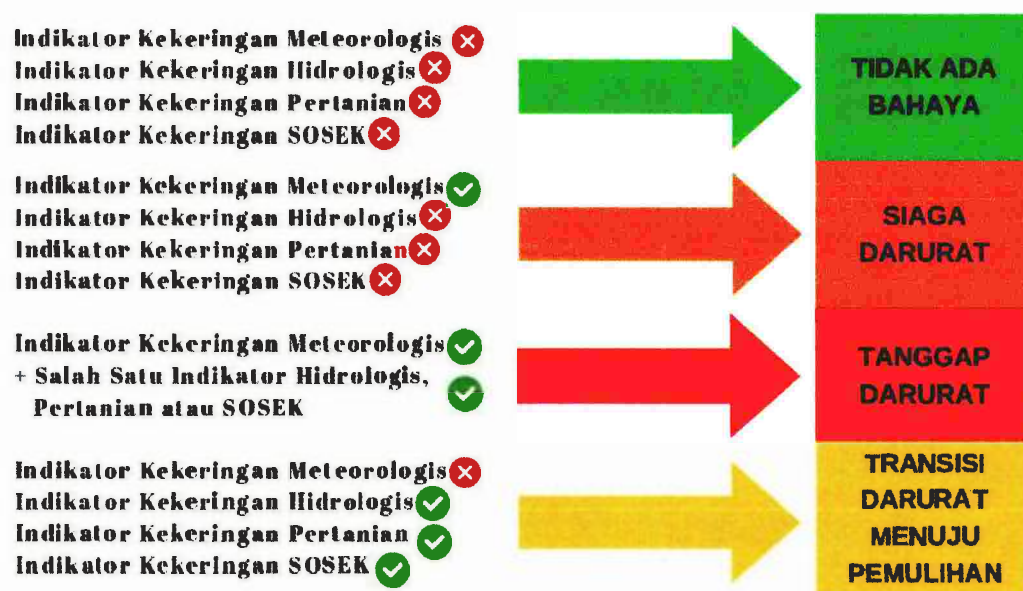 Indikator Kekeringan Meteorologis
Indikator Kekeringan Hidrologis
Indikator Kekeringan Pertanian
Indikator Kekeringan SOSEK
TIDAK ADA
BAHAYA
Indikator Kekeringan Meteorologis
Indikator Kekeringan Hidrologis
Indikator Kekeringan Pertanian
Indikator Kekeringan SOSEK
SIAGA
DARURAT
Indikator Kekeringan Meteorologis
+ Salah Satu Indikator Hidrologis,
Pertanian atau SOSEK
TANGGAP
DARURAT
Indikator Kekeringan Meteorologis
Indikator Kekeringan Hidrologis
Indikator Kekeringan Pertanian
Indikator Kekeringan SOSEK
TRANSISI
DARURAT
MENUJU
PEMULIHAN